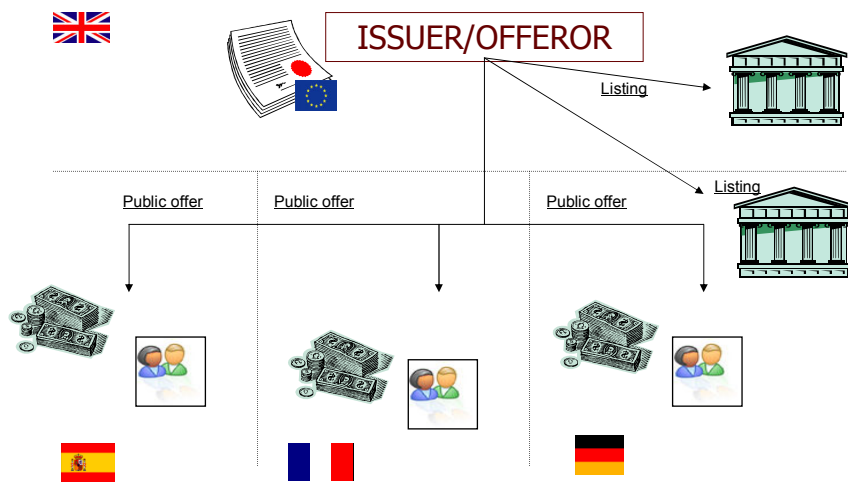 ISSUER/OFFEROR
Listing
Listing
Public offer
Public offer
Public offer